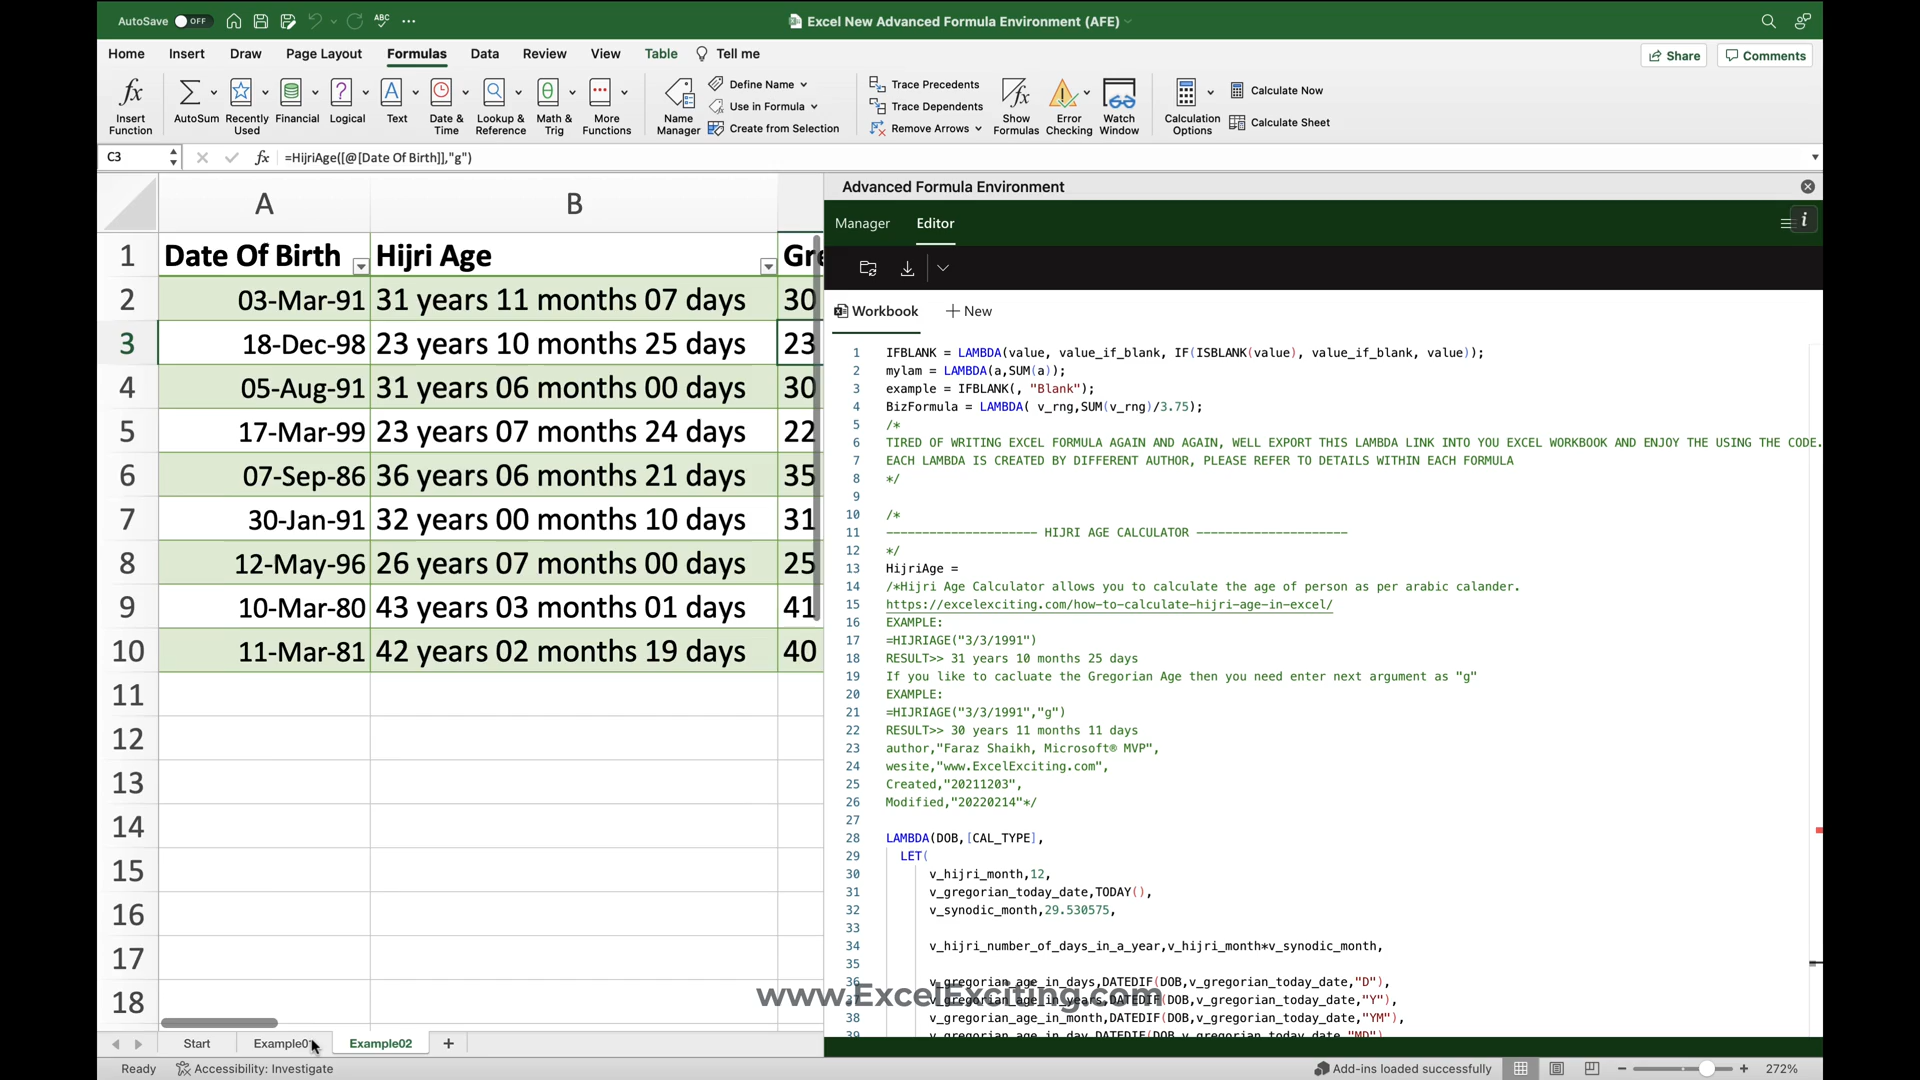 AutoSave OFF ABC ••• Excel New Advanced Formula Environment (AFE)
Home Insert Draw Page Layout Formulas Data Review View Table Tell me Share Comments
Insert Function
AutoSum
Recently Used
Financial
Logical
Text
Date & Time
Lookup & Reference
Math & Trig
More Functions
Name Manager
Define Name
Use in Formula
Create from Selection
Trace Precedents
Trace Dependents
Remove Arrows
Show Formulas
Error Checking
Watch Window
Calculation Options
Calculate Now
Calculate Sheet
C3 fx =HijriAge([@[Date Of Birth]],"g")
A B
1 Date Of Birth Hijri Age Gre
2 03-Mar-91 31 years 11 months 07 days 30
3 18-Dec-98 23 years 10 months 25 days 23
4 05-Aug-91 31 years 06 months 00 days 30
5 17-Mar-99 23 years 07 months 24 days 22
6 07-Sep-86 36 years 06 months 21 days 35
7 30-Jan-91 32 years 00 months 10 days 31
8 12-May-96 26 years 07 months 00 days 25
9 10-Mar-80 43 years 03 months 01 days 41
10 11-Mar-81 42 years 02 months 19 days 40
11
12
13
14
15
16
17
18
Advanced Formula Environment
Manager Editor
Workbook + New
1 IFBLANK = LAMBDA(value, value_if_blank, IF(ISBLANK(value), value_if_blank, value));
2 mylam = LAMBDA(a,SUM(a));
3 example = IFBLANK(, "Blank");
4 BizFormula = LAMBDA( v_rng,SUM(v_rng)/3.75);
5 /*
6 TIRED OF WRITING EXCEL FORMULA AGAIN AND AGAIN, WELL EXPORT THIS LAMBDA LINK INTO YOU EXCEL WORKBOOK AND ENJOY THE USING THE CODE.
7 EACH LAMBDA IS CREATED BY DIFFERENT AUTHOR, PLEASE REFER TO DETAILS WITHIN EACH FORMULA
8 */
9
10 /*
11 --------------------- HIJRI AGE CALCULATOR ---------------------
12 */
13 HijriAge =
14 /*Hijri Age Calculator allows you to calculate the age of person as per arabic calander.
15 https://excelexciting.com/how-to-calculate-hijri-age-in-excel/
16 EXAMPLE:
17 =HIJRIAGE("3/3/1991")
18 RESULT>> 31 years 10 months 25 days
19 If you like to cacluate the Gregorian Age then you need enter next argument as "g"
20 EXAMPLE:
21 =HIJRIAGE("3/3/1991","g")
22 RESULT>> 30 years 11 months 11 days
23 author,"Faraz Shaikh, Microsoft® MVP",
24 wesite,"www.ExcelExciting.com",
25 Created,"20211203",
26 Modified,"20220214"*/
27
28 LAMBDA(DOB,[CAL_TYPE],
29 LET(
30 v_hijri_month,12,
31 v_gregorian_today_date,TODAY(),
32 v_synodic_month,29.530575,
33
34 v_hijri_number_of_days_in_a_year,v_hijri_month*v_synodic_month,
35
36 v_gregorian_age_in_days,DATEDIF(DOB,v_gregorian_today_date,"D"),
37 v_gregorian_age_in_years,DATEDIF(DOB,v_gregorian_today_date,"Y"),
38 v_gregorian_age_in_month,DATEDIF(DOB,v_gregorian_today_date,"YM"),
39 v_gregorian_age_in_day,DATEDIF(DOB,v_gregorian_today_date,"MD")
www.ExcelExciting.com
Start Example01 Example02 +
Ready Accessibility: Investigate Add-ins loaded successfully 272%